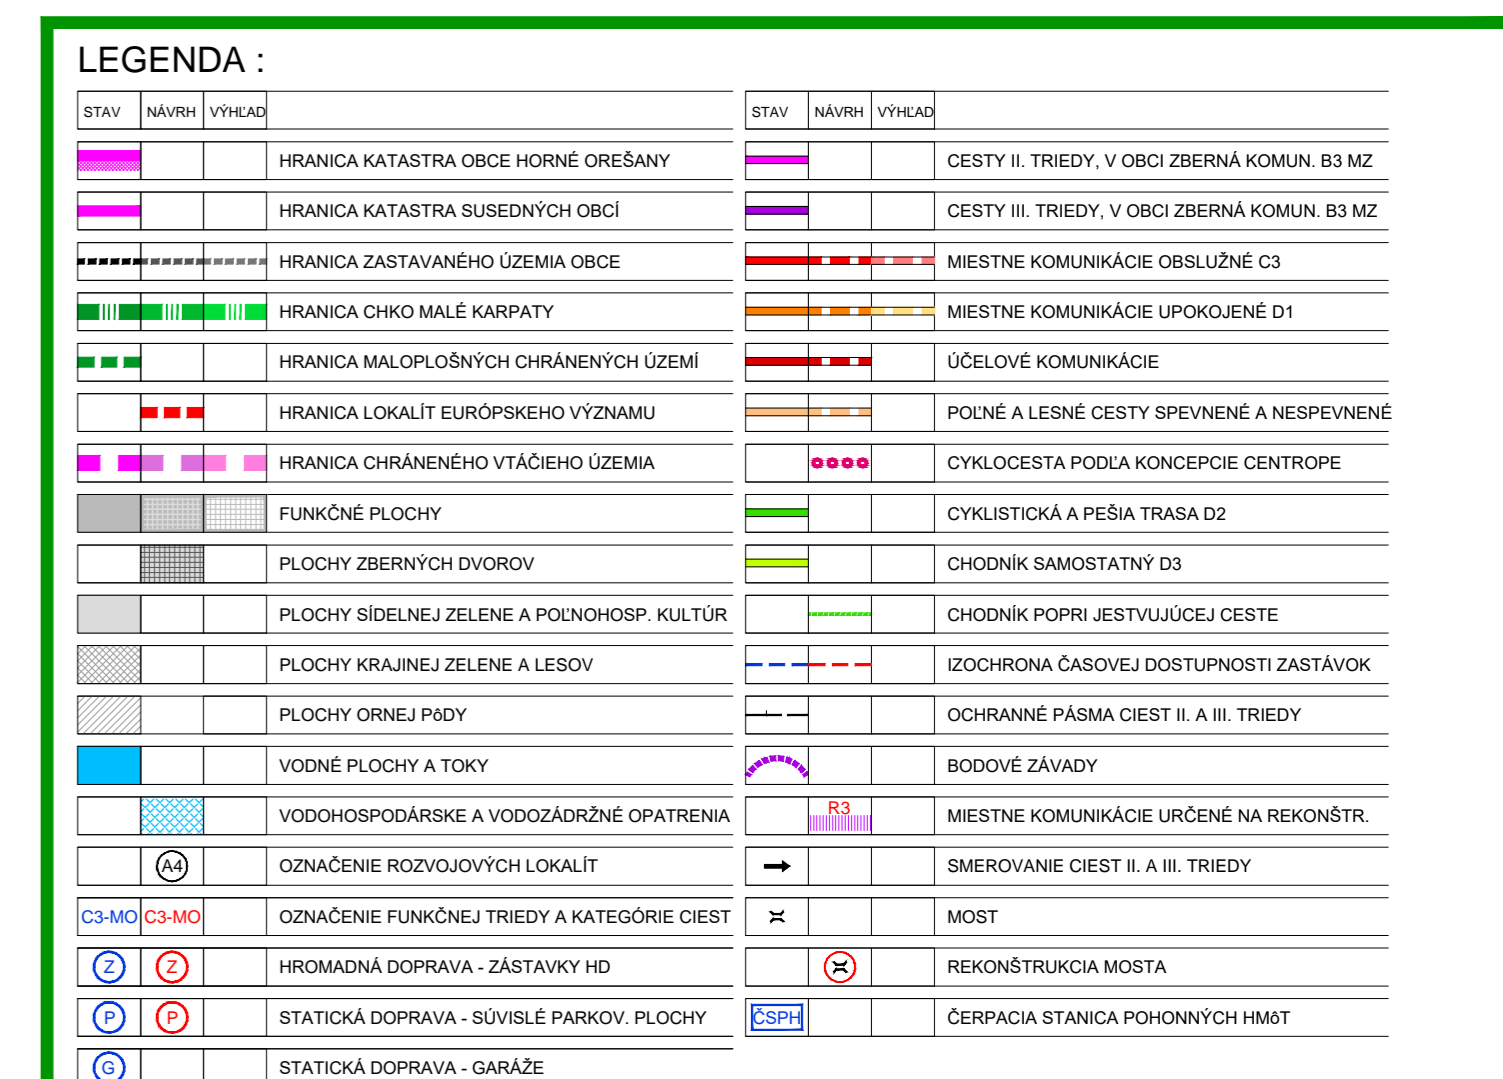 LEGENDA :
STAV NÁVRH VÝHĽAD
HRANICA KATASTRA OBCE HORNÉ OREŠANY
HRANICA KATASTRA SUSEDNÝCH OBCÍ
HRANICA ZASTAVANÉHO ÚZEMIA OBCE
HRANICA CHKO MALÉ KARPATY
HRANICA MALOPLOŠNÝCH CHRÁNENÝCH ÚZEMÍ
HRANICA LOKALÍT EURÓPSKEHO VÝZNAMU
HRANICA CHRÁNENÉHO VTÁČIEHO ÚZEMIA
FUNKČNÉ PLOCHY
PLOCHY ZBERNÝCH DVOROV
PLOCHY SÍDELNEJ ZELENE A POĽNOHOSP. KULTÚR
PLOCHY KRAJINEJ ZELENE A LESOV
PLOCHY ORNEJ PôDY
VODNÉ PLOCHY A TOKY
VODOHOSPODÁRSKE A VODOZÁDRŽNÉ OPATRENIA
A4 OZNAČENIE ROZVOJOVÝCH LOKALÍT
C3-MO C3-MO OZNAČENIE FUNKČNEJ TRIEDY A KATEGÓRIE CIEST
Z Z HROMADNÁ DOPRAVA - ZÁSTAVKY HD
P P STATICKÁ DOPRAVA - SÚVISLÉ PARKOV. PLOCHY
G STATICKÁ DOPRAVA - GARÁŽE
STAV NÁVRH VÝHĽAD
CESTY II. TRIEDY, V OBCI ZBERNÁ KOMUN. B3 MZ
CESTY III. TRIEDY, V OBCI ZBERNÁ KOMUN. B3 MZ
MIESTNE KOMUNIKÁCIE OBSLUŽNÉ C3
MIESTNE KOMUNIKÁCIE UPOKOJENÉ D1
ÚČELOVÉ KOMUNIKÁCIE
POĽNÉ A LESNÉ CESTY SPEVNENÉ A NESPEVNENÉ
CYKLOCESTA PODĽA KONCEPCIE CENTROPE
CYKLISTICKÁ A PEŠIA TRASA D2
CHODNÍK SAMOSTATNÝ D3
CHODNÍK POPRI JESTVUJÚCEJ CESTE
IZOCHRONA ČASOVEJ DOSTUPNOSTI ZASTÁVOK
OCHRANNÉ PÁSMA CIEST II. A III. TRIEDY
BODOVÉ ZÁVADY
R3 MIESTNE KOMUNIKÁCIE URČENÉ NA REKONŠTR.
SMEROVANIE CIEST II. A III. TRIEDY
MOST
REKONŠTRUKCIA MOSTA
ČSPH ČERPACIA STANICA POHONNÝCH HMôT